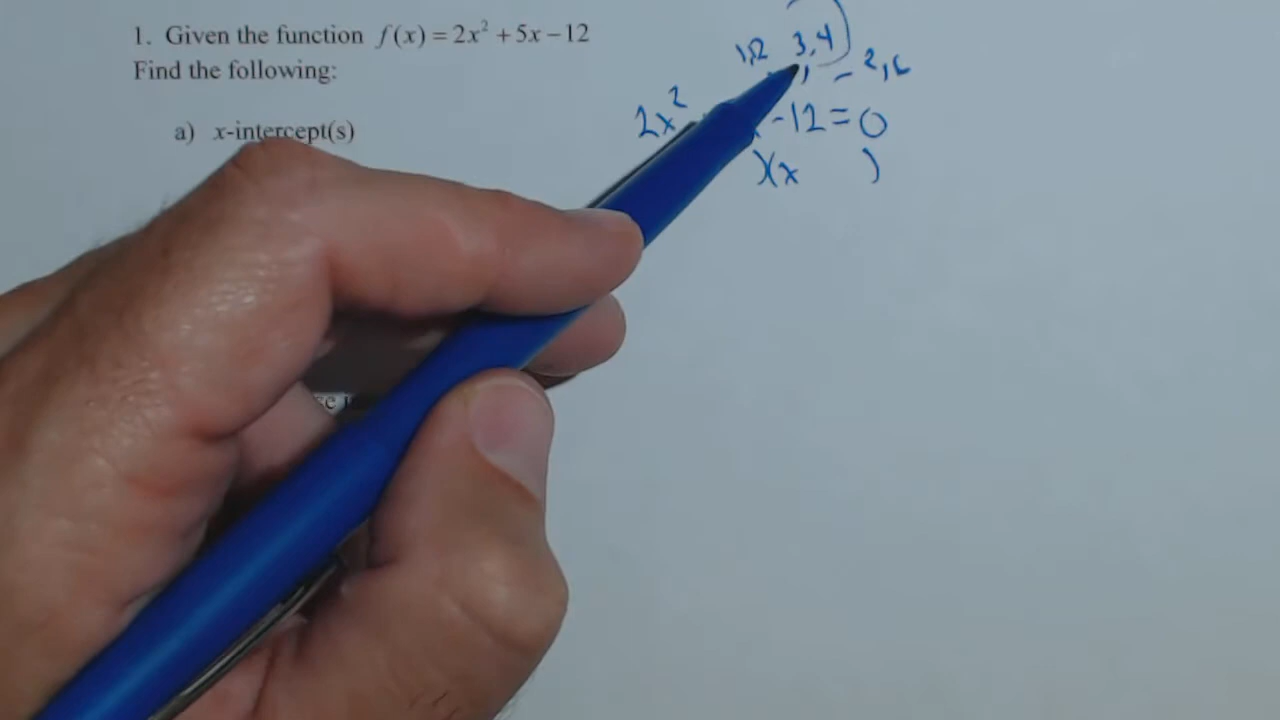 1. Given the function f(x) = 2x² + 5x − 12
Find the following:
a) x-intercept(s)
1,12 3,4
2,6
2x² -12=0
)(x )